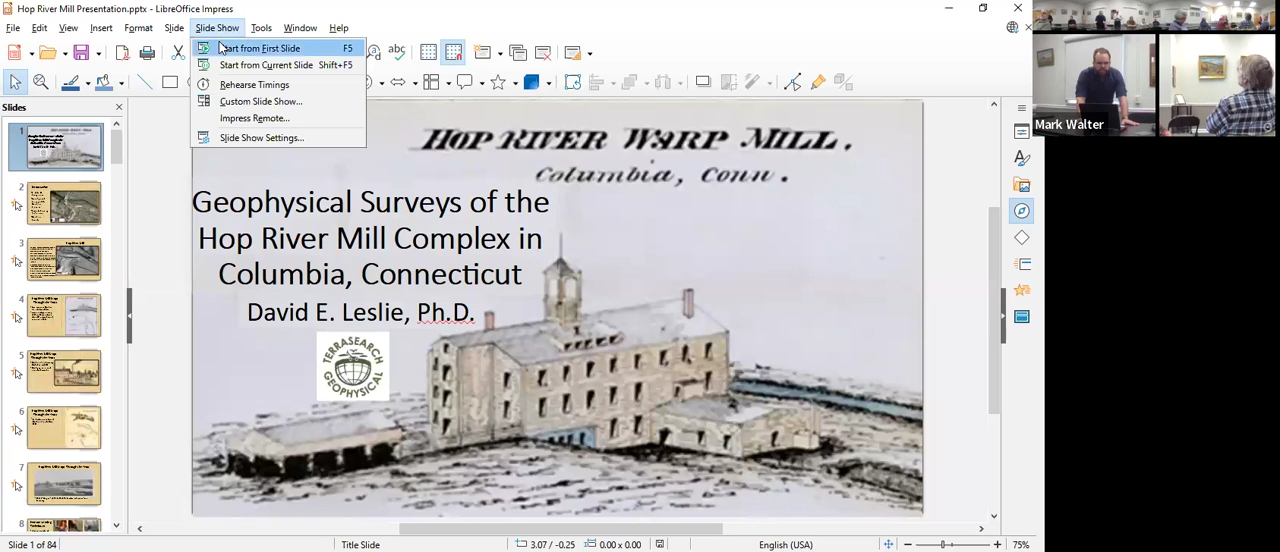 Hop River Mill Presentation.pptx - LibreOffice Impress
File Edit View Insert Format Slide Slide Show Tools Window Help
Start from First Slide F5
Start from Current Slide Shift+F5
Rehearse Timings
Custom Slide Show...
Impress Remote...
Slide Show Settings...
Slides
1
2
3
4
5
6
7
8
HOP RIVER WARP MILL.
Columbia, Conn.
Geophysical Surveys of the
Hop River Mill Complex in
Columbia, Connecticut
David E. Leslie, Ph.D.
TERRASEARCH
GEOPHYSICAL
Mark Walter
Slide 1 of 84
Title Slide
3.07 / -0.25
0.00 x 0.00
English (USA)
75%